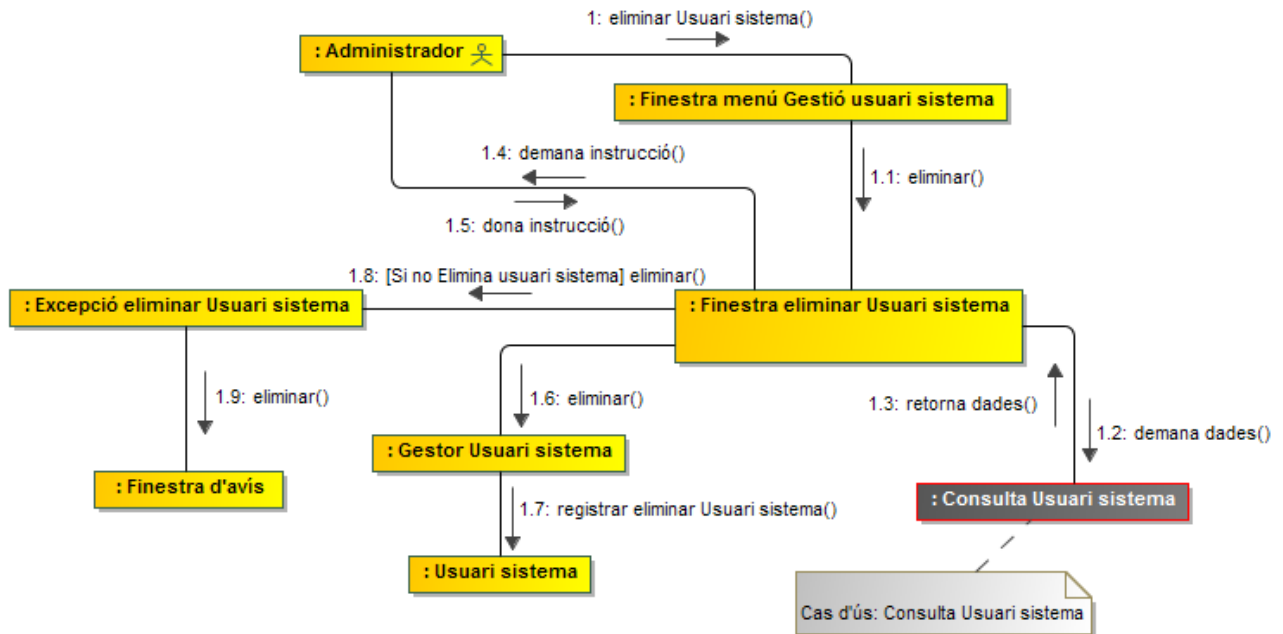 1: eliminar Usuari sistema()
: Administrador
: Finestra menú Gestió usuari sistema
1.4: demana instrucció()
1.1: eliminar()
1.5: dona instrucció()
1.8: [Si no Elimina usuari sistema] eliminar()
: Excepció eliminar Usuari sistema
: Finestra eliminar Usuari sistema
1.9: eliminar()
1.6: eliminar()
1.3: retorna dades()
1.2: demana dades()
: Gestor Usuari sistema
: Finestra d'avís
: Consulta Usuari sistema
1.7: registrar eliminar Usuari sistema()
: Usuari sistema
Cas d'ús: Consulta Usuari sistema